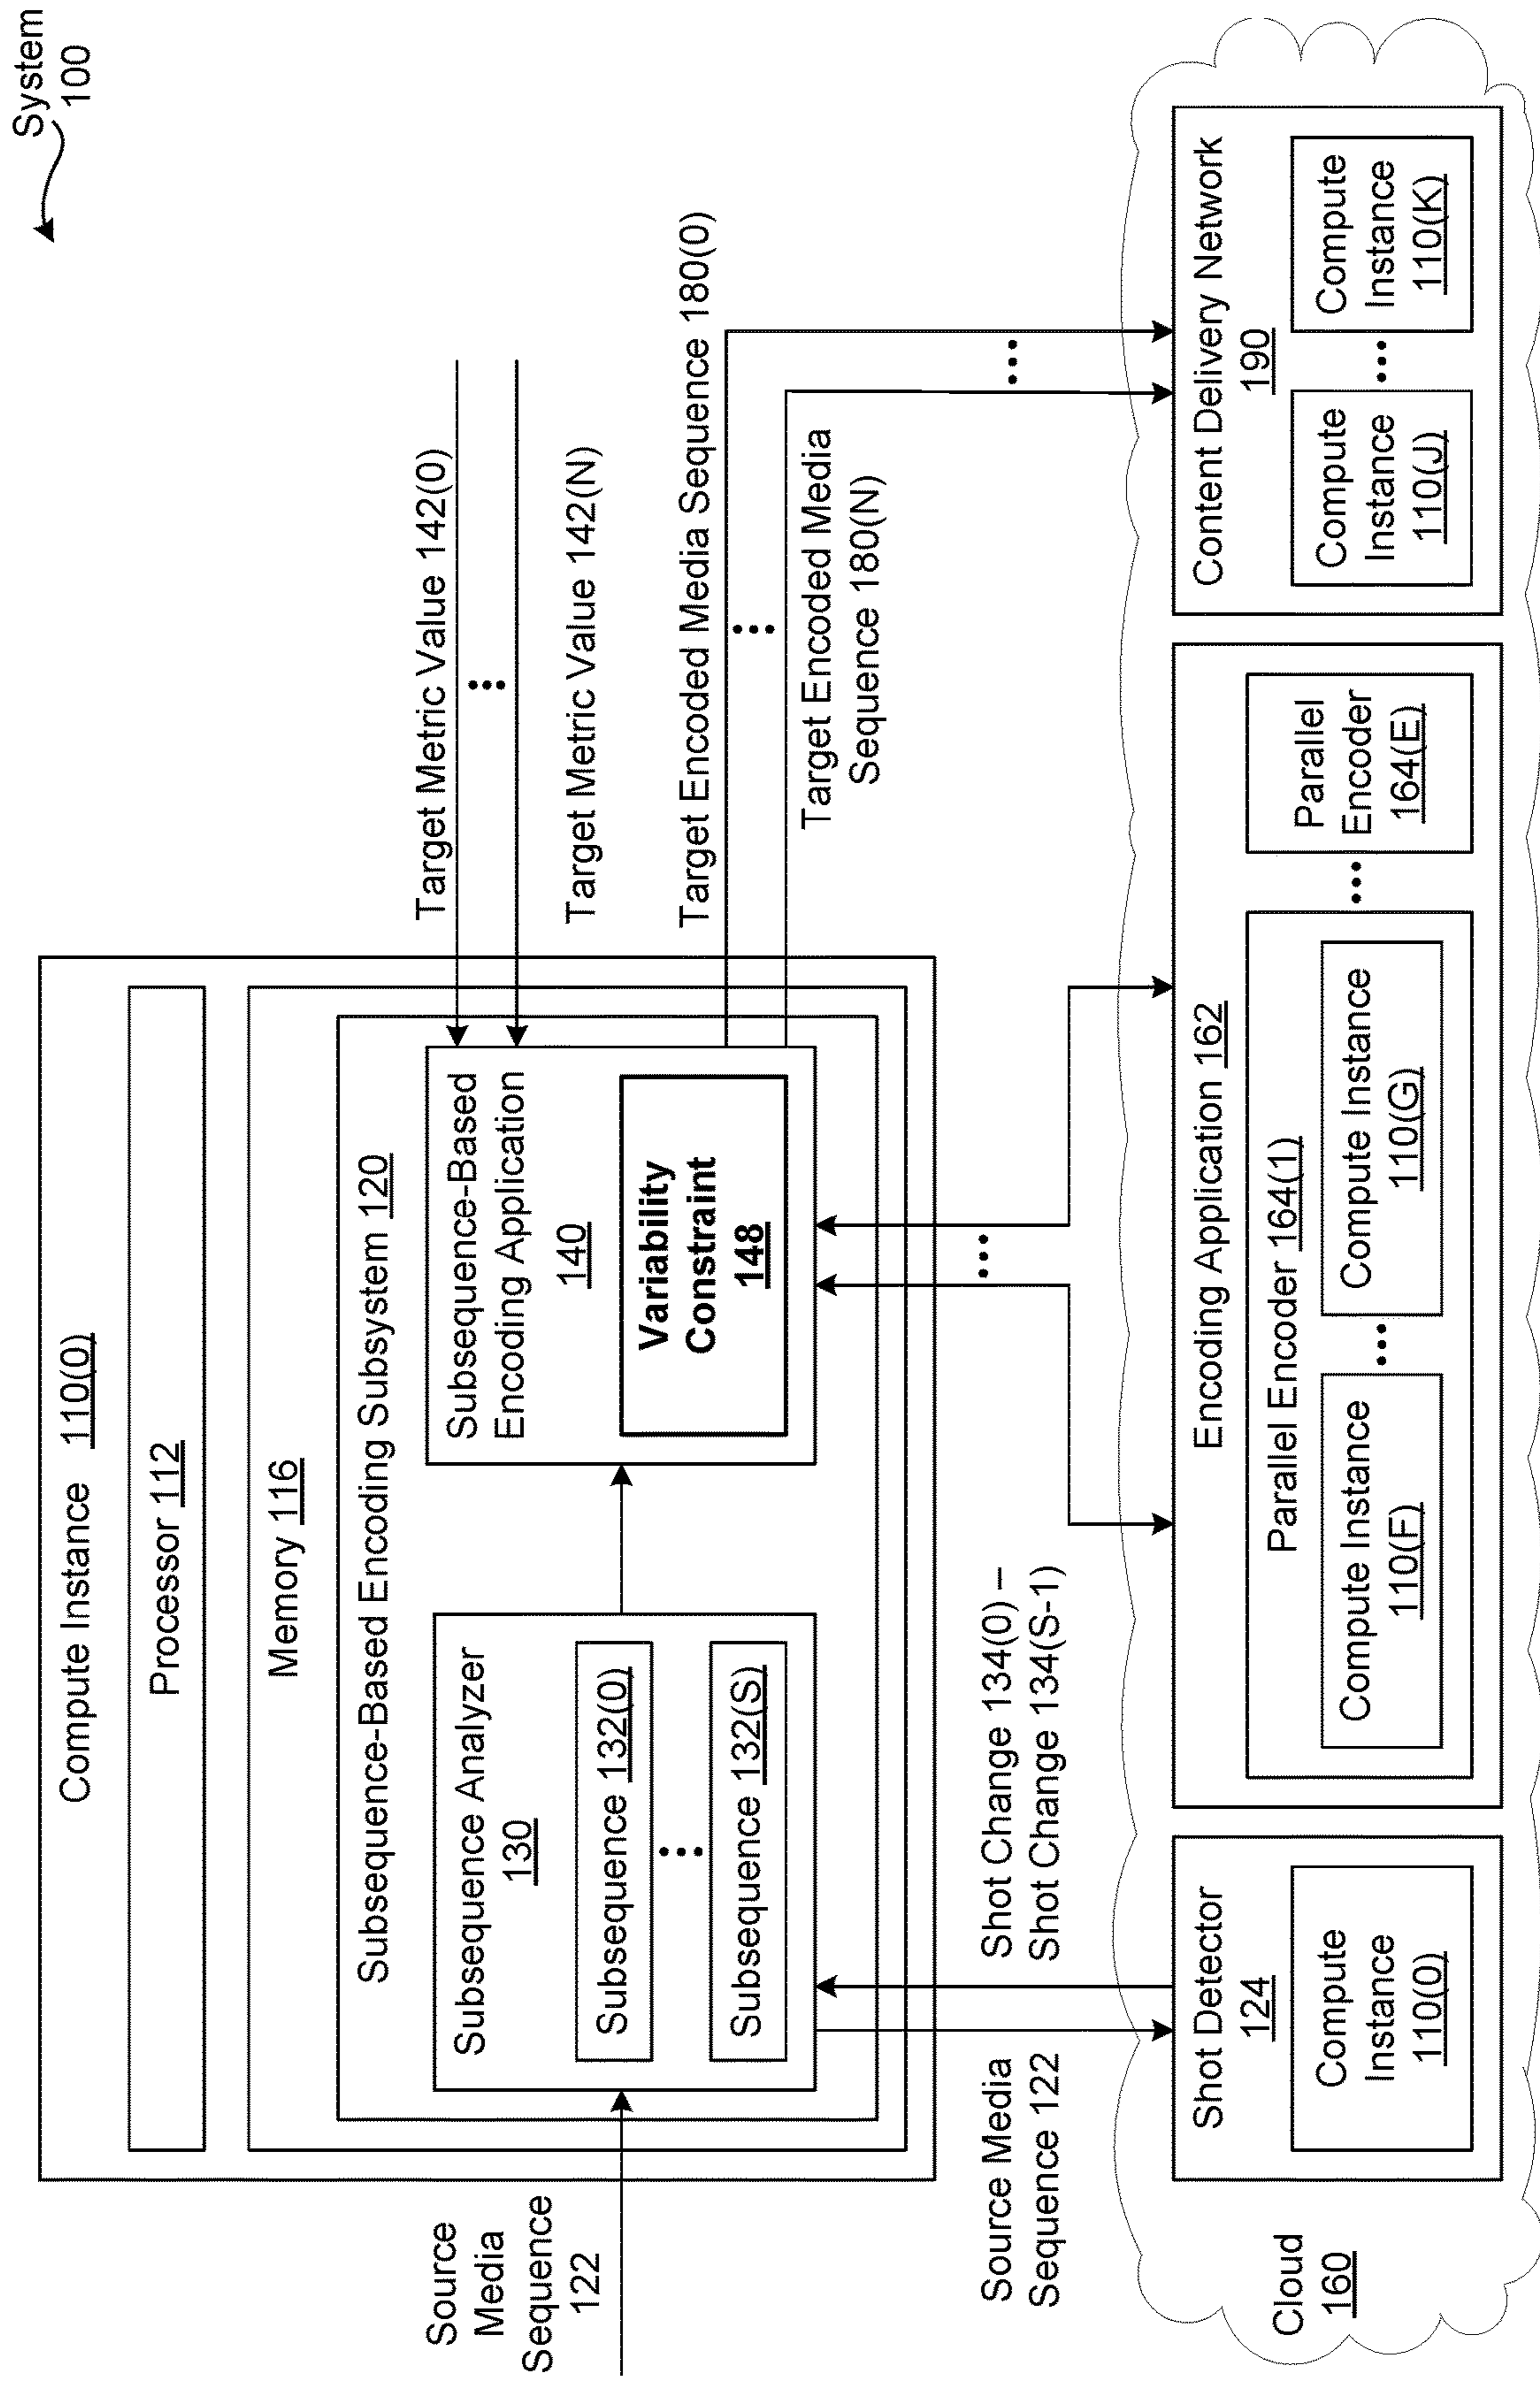 System
100
Compute Instance 110(0)
Processor 112
Memory 116
Subsequence-Based Encoding Subsystem 120
Source
Media
Sequence
122
Subsequence Analyzer
130
Subsequence 132(0)
Subsequence 132(S)
Subsequence-Based
Encoding Application
140
Variability
Constraint
148
Target Metric Value 142(0)
Target Metric Value 142(N)
Target Encoded Media Sequence 180(0)
Target Encoded Media
Sequence 180(N)
Source Media
Sequence 122
Shot Change 134(0) –
Shot Change 134(S-1)
Cloud
160
Shot Detector
124
Compute
Instance
110(0)
Encoding Application 162
Parallel Encoder 164(1)
Compute Instance
110(F)
Compute Instance
110(G)
Parallel
Encoder
164(E)
Content Delivery Network
190
Compute
Instance
110(J)
Compute
Instance
110(K)